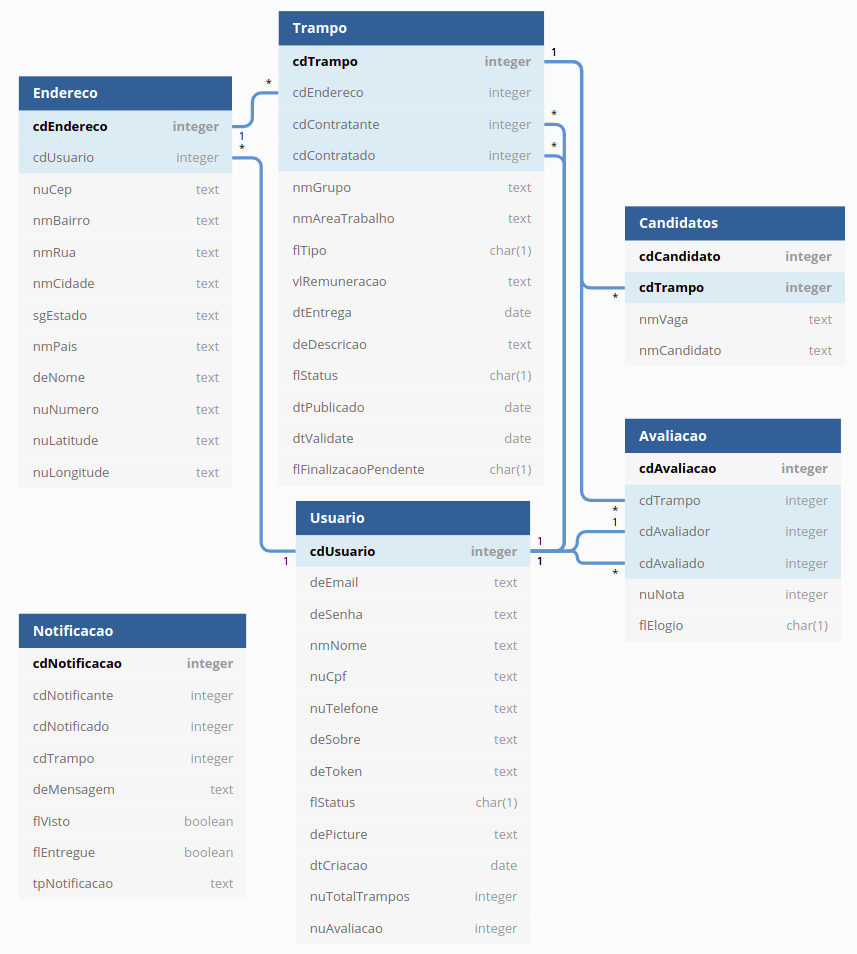 Trampo
cdTrampo integer
cdEndereco integer
cdContratante integer
cdContratado integer
nmGrupo text
nmAreaTrabalho text
flTipo char(1)
vlRemuneracao text
dtEntrega date
deDescricao text
flStatus char(1)
dtPublicado date
dtValidate date
flFinalizacaoPendente char(1)
Endereco
cdEndereco integer
cdUsuario integer
nuCep text
nmBairro text
nmRua text
nmCidade text
sgEstado text
nmPais text
deNome text
nuNumero text
nuLatitude text
nuLongitude text
Candidatos
cdCandidato integer
cdTrampo integer
nmVaga text
nmCandidato text
Avaliacao
cdAvaliacao integer
cdTrampo integer
cdAvaliador integer
cdAvaliado integer
nuNota integer
flElogio char(1)
Usuario
cdUsuario integer
deEmail text
deSenha text
nmNome text
nuCpf text
nuTelefone text
deSobre text
deToken text
flStatus char(1)
dePicture text
dtCriacao date
nuTotalTrampos integer
nuAvaliacao integer
Notificacao
cdNotificacao integer
cdNotificante integer
cdNotificado integer
cdTrampo integer
deMensagem text
flVisto boolean
flEntregue boolean
tpNotificacao text
*
1
*
1
1
*
*
*
*
1
*
1
1